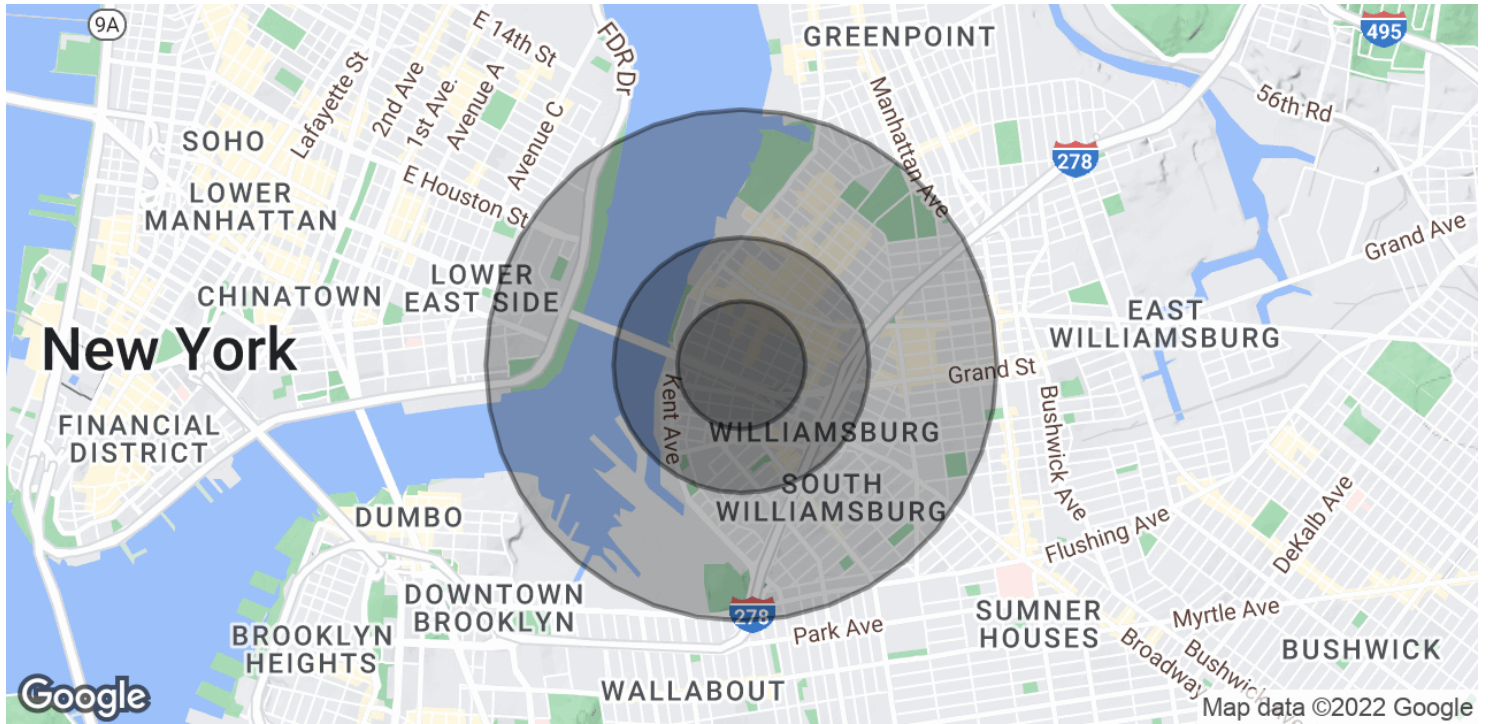 9A
E 14th St
FDR Dr
GREENPOINT
495
Lafayette St
2nd Ave
1st Ave.
Avenue A
Avenue C
Manhattan Ave
56th Rd
SOHO
278
LOWER
MANHATTAN
E Houston St
Grand Ave
LOWER
EAST SIDE
CHINATOWN
EAST
WILLIAMSBURG
New York
Kent Ave
Grand St
Bushwick Ave
FINANCIAL
DISTRICT
WILLIAMSBURG
SOUTH
WILLIAMSBURG
DUMBO
Flushing Ave
DeKalb Ave
DOWNTOWN
BROOKLYN
278
Park Ave
SUMNER
HOUSES
Myrtle Ave
BROOKLYN
HEIGHTS
Broadway
Bushwick Ave
BUSHWICK
WALLABOUT
Google
Map data ©2022 Google